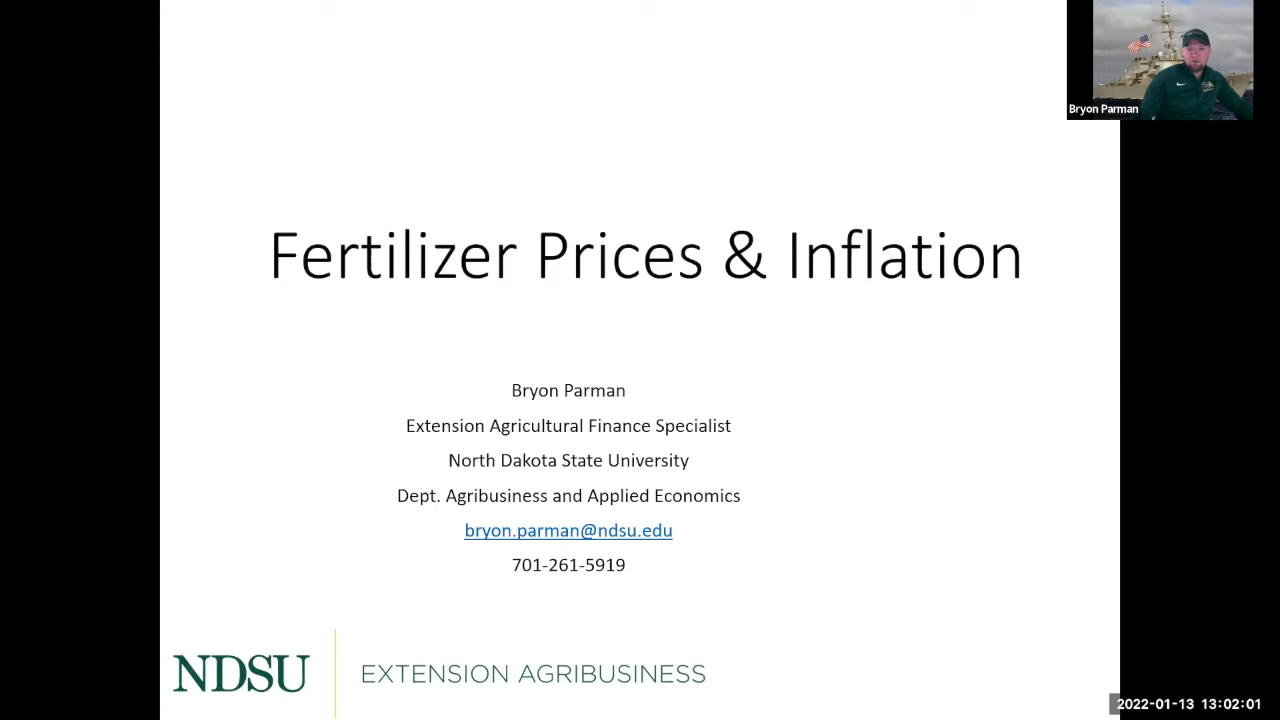 Bryon Parman
Fertilizer Prices & Inflation
Bryon Parman
Extension Agricultural Finance Specialist
North Dakota State University
Dept. Agribusiness and Applied Economics
bryon.parman@ndsu.edu
701-261-5919
NDSU EXTENSION AGRIBUSINESS
2022-01-13 13:02:01